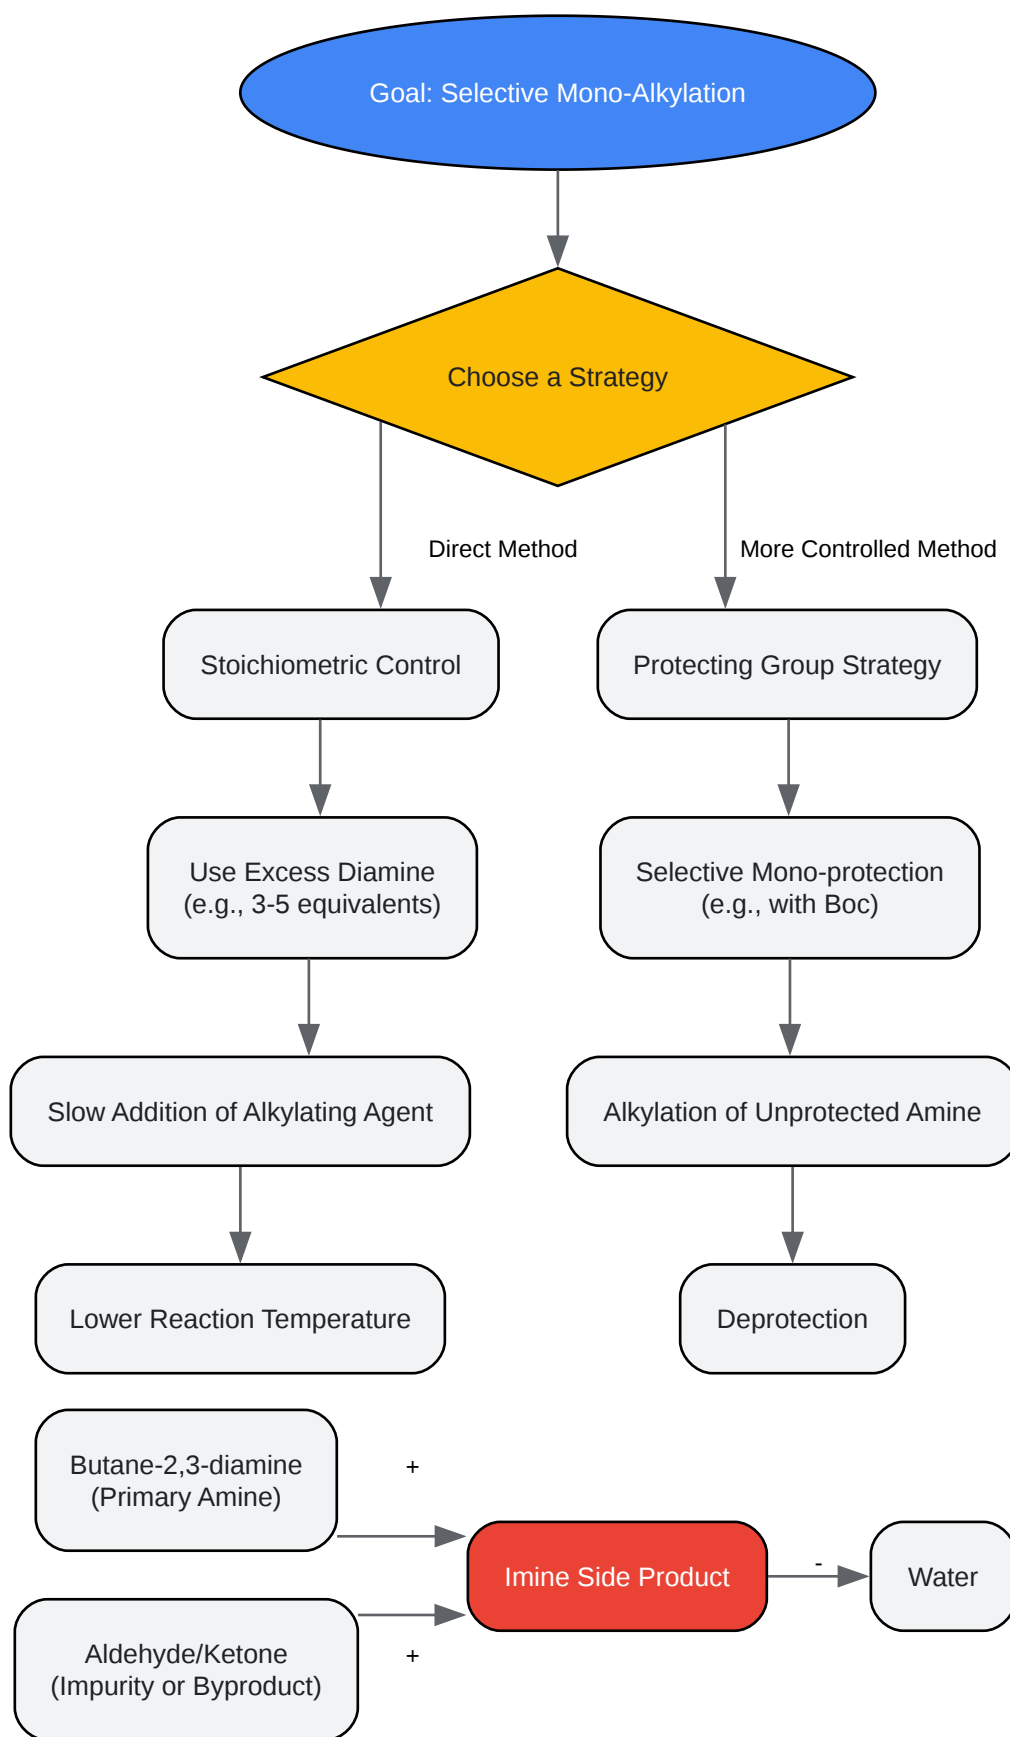 Goal: Selective Mono-Alkylation
Choose a Strategy
Direct Method
More Controlled Method
Stoichiometric Control
Protecting Group Strategy
Use Excess Diamine
(e.g., 3-5 equivalents)
Selective Mono-protection
(e.g., with Boc)
Slow Addition of Alkylating Agent
Alkylation of Unprotected Amine
Lower Reaction Temperature
Deprotection
Butane-2,3-diamine
(Primary Amine)
+
Imine Side Product
-
Water
Aldehyde/Ketone
(Impurity or Byproduct)
+